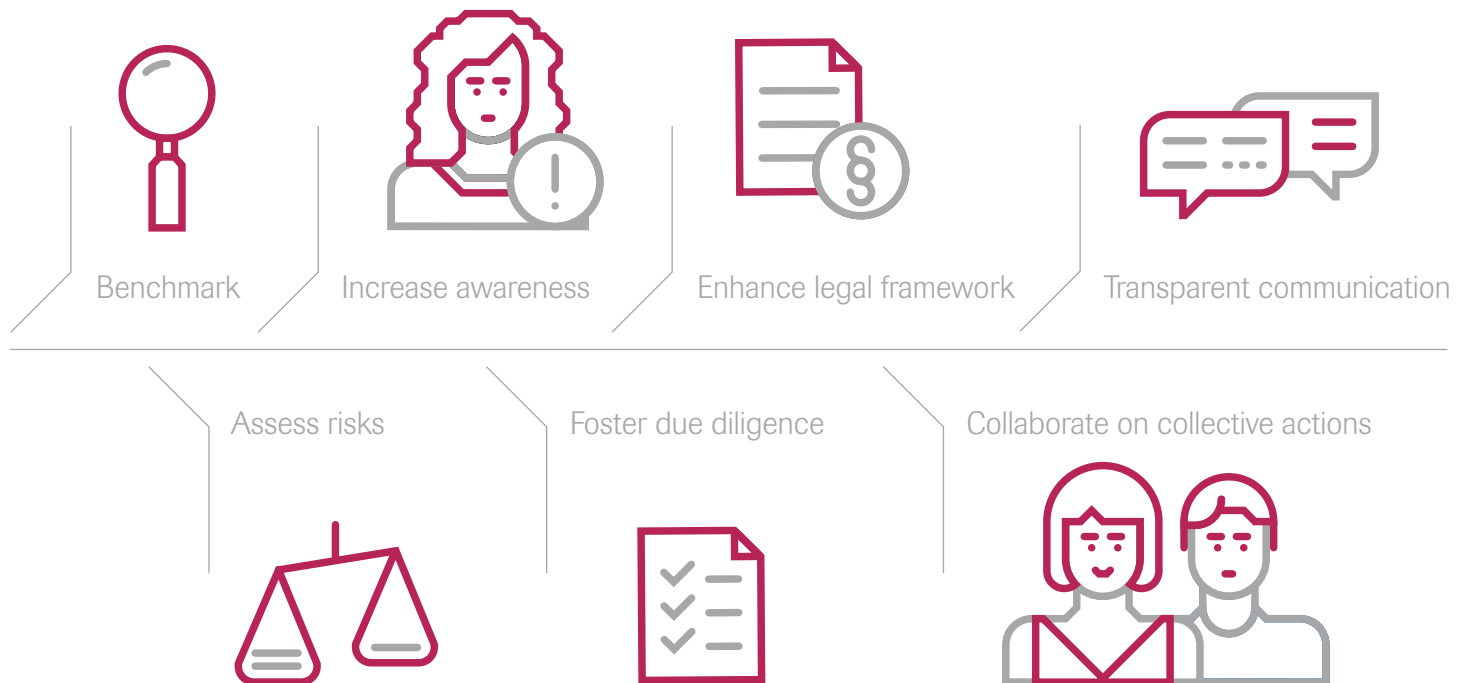 Benchmark
Increase awareness
Enhance legal framework
Transparent communication
Assess risks
Foster due diligence
Collaborate on collective actions